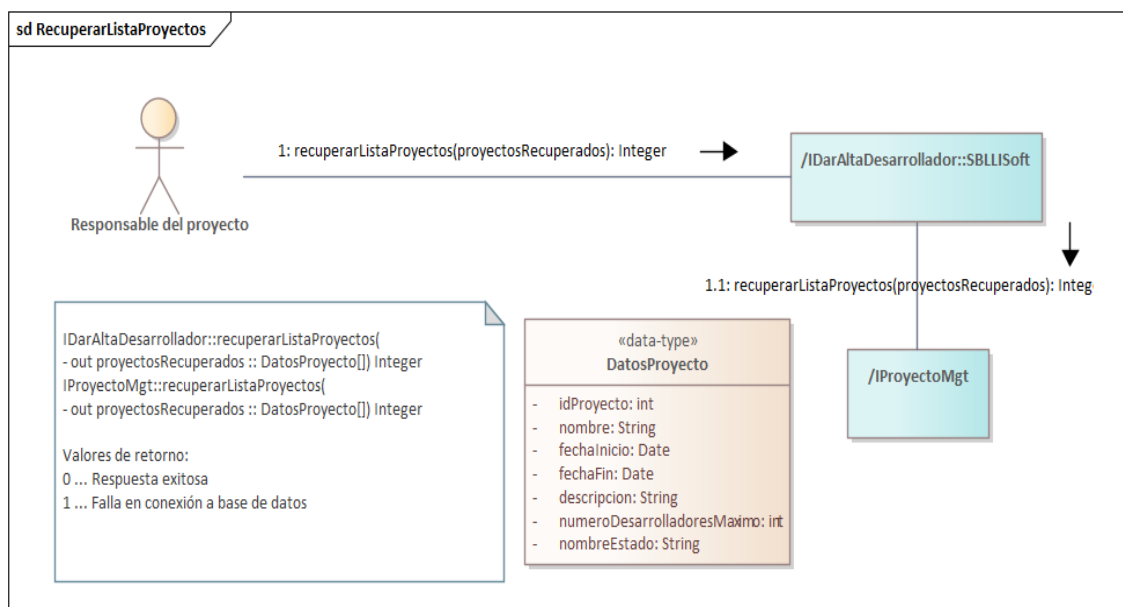 sd RecuperarListaProyectos
1: recuperarListaProyectos(proyectosRecuperados): Integer
/IDarAltaDesarrollador::SBLLISoft
Responsable del proyecto
1.1: recuperarListaProyectos(proyectosRecuperados): Integ
IDarAltaDesarrollador::recuperarListaProyectos(
- out proyectosRecuperados :: DatosProyecto[]) Integer
IProyectoMgt::recuperarListaProyectos(
- out proyectosRecuperados :: DatosProyecto[]) Integer
Valores de retorno:
0 ... Respuesta exitosa
1 ... Falla en conexión a base de datos
«data-type»
DatosProyecto
- idProyecto: int
- nombre: String
- fechaInicio: Date
- fechaFin: Date
- descripcion: String
- numeroDesarrolladoresMaximo: int
- nombreEstado: String
/IProyectoMgt